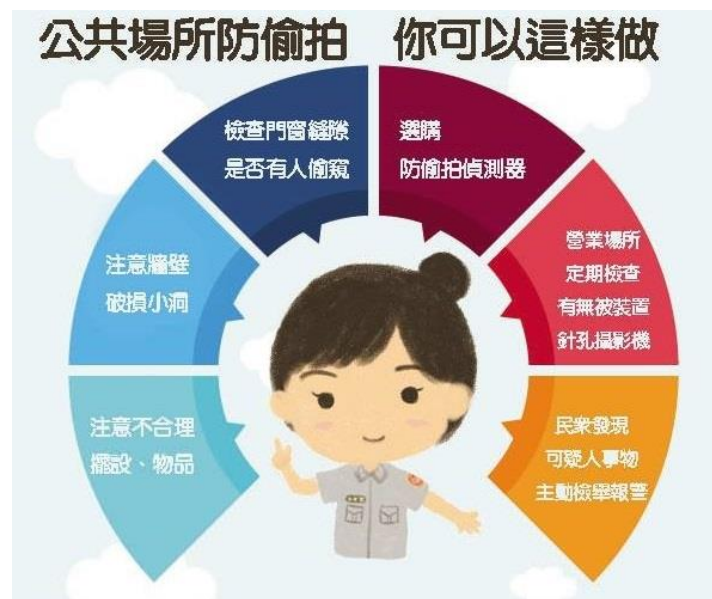 公共場所防偷拍 你可以這樣做
檢查門窗縫隙
是否有人偷窺
選購
防偷拍偵測器
注意牆壁
破損小洞
營業場所
定期檢查
有無被裝置
針孔攝影機
注意不合理
擺設、物品
民眾發現
可疑人事物
主動檢舉報警